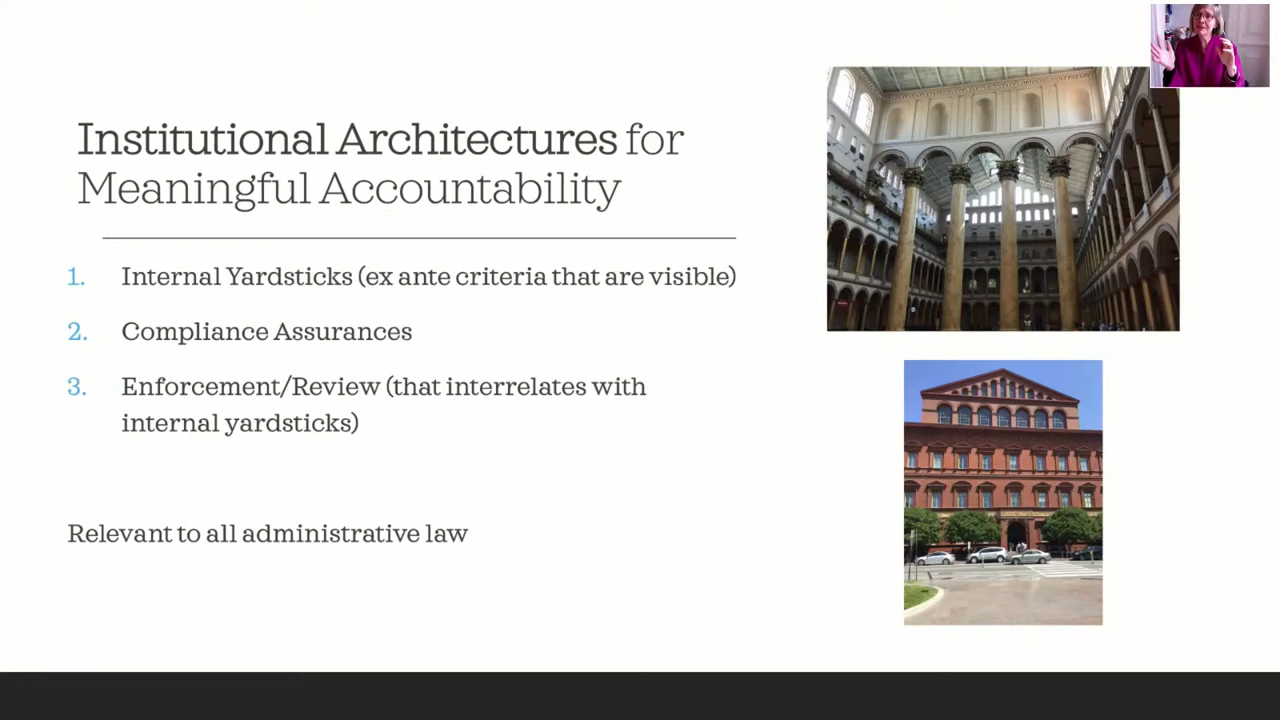 Institutional Architectures for
Meaningful Accountability
1. Internal Yardsticks (ex ante criteria that are visible)
2. Compliance Assurances
3. Enforcement/Review (that interrelates with
internal yardsticks)
Relevant to all administrative law